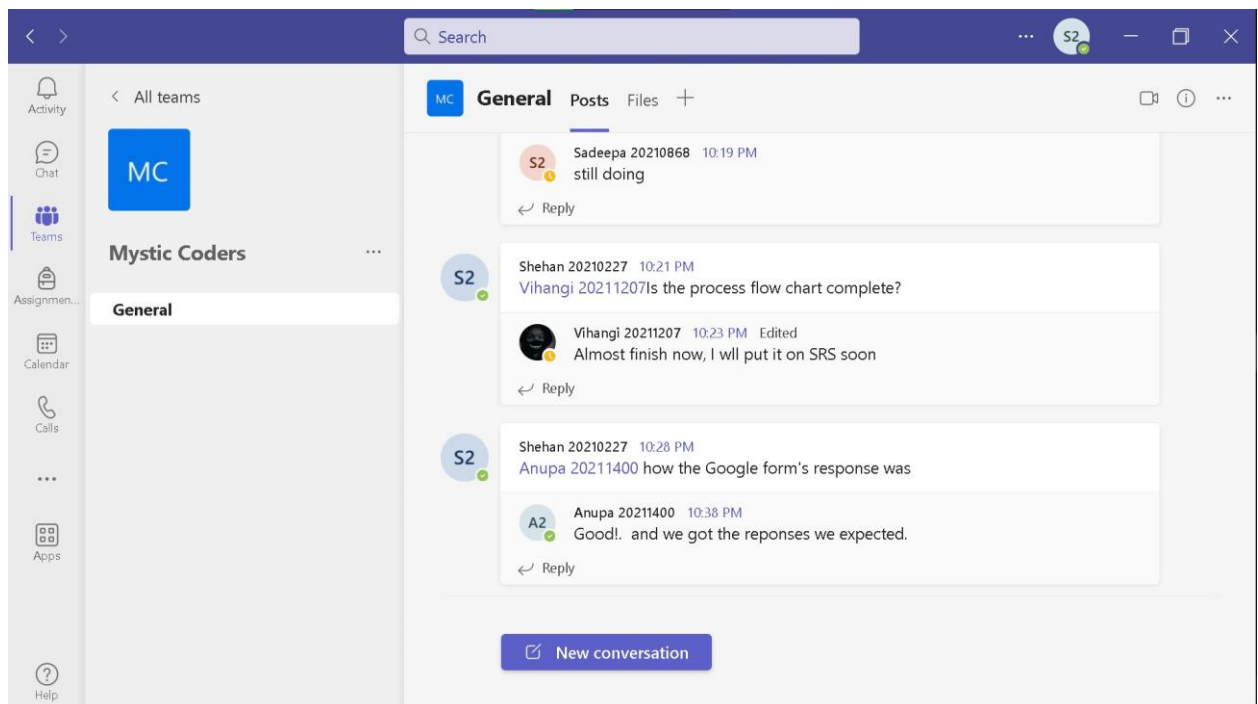 Search
S2
Activity
Chat
Teams
Assignmen...
Calendar
Calls
Apps
Help
All teams
MC
Mystic Coders
General
MC General Posts Files
S2
Sadeepa 20210868 10:19 PM
still doing
Reply
S2
Shehan 20210227 10:21 PM
Vihangi 20211207Is the process flow chart complete?
Vihangi 20211207 10:23 PM Edited
Almost finish now, I wll put it on SRS soon
Reply
S2
Shehan 20210227 10:28 PM
Anupa 20211400 how the Google form's response was
A2
Anupa 20211400 10:38 PM
Good!. and we got the reponses we expected.
Reply
New conversation